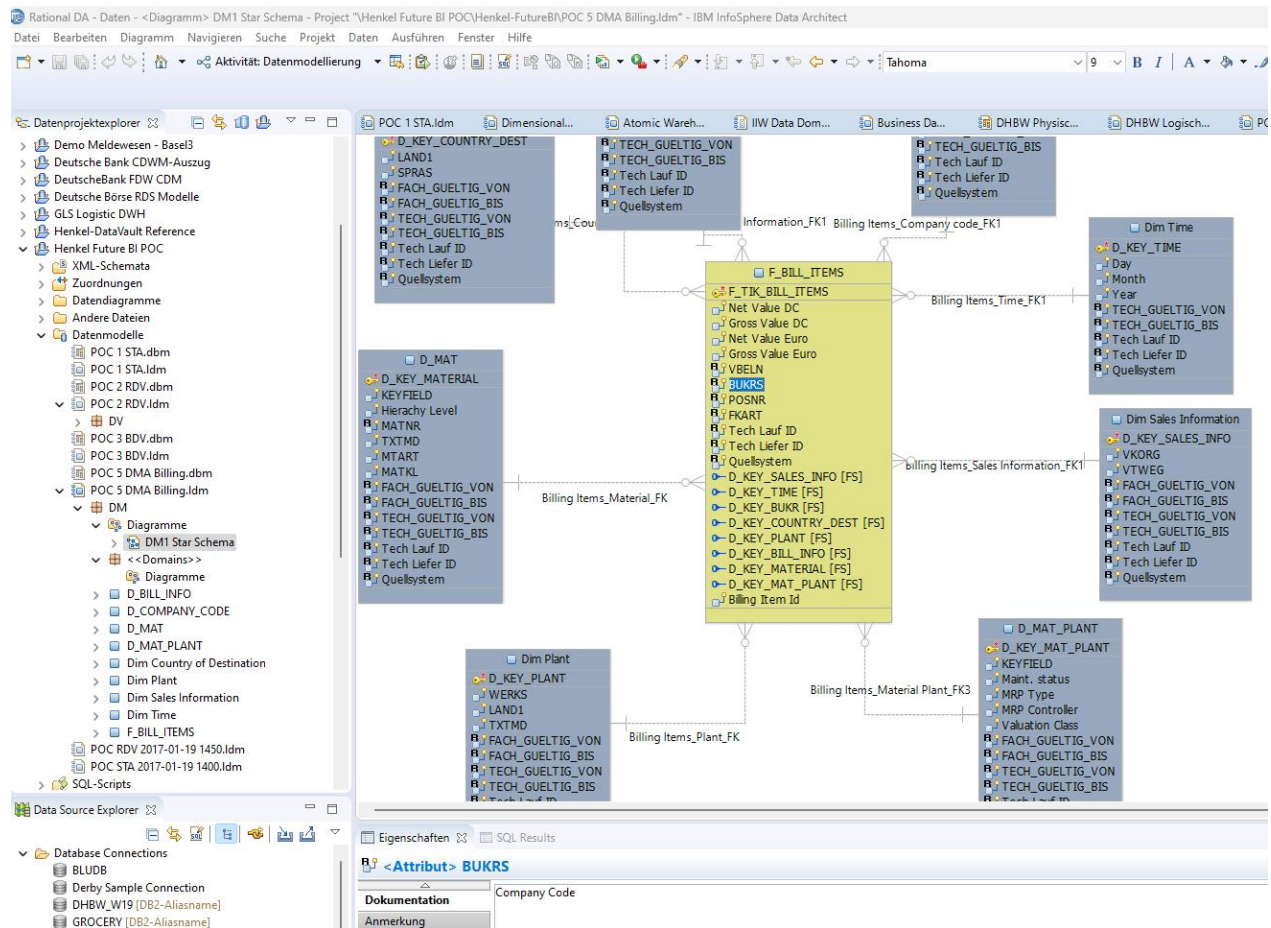 Rational DA - Daten - <Diagramm> DM1 Star Schema - Project "\Henkel Future BI POC\Henkel-FutureBI\POC 5 DMA Billing.ldm" - IBM InfoSphere Data Architect
Datei Bearbeiten Diagramm Navigieren Suche Projekt Daten Ausführen Fenster Hilfe
Aktivität: Datenmodellierung Tahoma 9 B I A
Datenprojektexplorer
Demo Meldewesen - Basel3
Deutsche Bank CDWM-Auszug
DeutscheBank FDW CDM
Deutsche Börse RDS Modelle
GLS Logistic DWH
Henkel-DataVault Reference
Henkel Future BI POC
XML-Schemata
Zuordnungen
Datendiagramme
Andere Dateien
Datenmodelle
POC 1 STA.dbm
POC 1 STA.ldm
POC 2 RDV.dbm
POC 2 RDV.ldm
DV
POC 3 BDV.dbm
POC 3 BDV.ldm
POC 5 DMA Billing.dbm
POC 5 DMA Billing.ldm
DM
Diagramme
DM1 Star Schema
<<Domains>>
Diagramme
D_BILL_INFO
D_COMPANY_CODE
D_MAT
D_MAT_PLANT
Dim Country of Destination
Dim Plant
Dim Sales Information
Dim Time
F_BILL_ITEMS
POC RDV 2017-01-19 1450.ldm
POC STA 2017-01-19 1400.ldm
SQL-Scripts
Data Source Explorer
Database Connections
BLUDB
Derby Sample Connection
DHBW_W19 [DB2-Aliasname]
GROCERY [DB2-Aliasname]
POC 1 STA.ldm Dimensional... Atomic Wareh... IIW Data Dom... Business Da... DHBW Physisc... DHBW Logisch... PC
D_KEY_COUNTRY_DEST
LAND1
SPRAS
FACH_GUELTIG_VON
FACH_GUELTIG_BIS
TECH_GUELTIG_VON
TECH_GUELTIG_BIS
Tech Lauf ID
Tech Liefer ID
Quellsystem
TECH_GUELTIG_VON
TECH_GUELTIG_BIS
Tech Lauf ID
Tech Liefer ID
Quellsystem
TECH_GUELTIG_BIS
Tech Lauf ID
Tech Liefer ID
Quellsystem
ms_Cou
Information_FK1
Billing Items_Company code_FK1
Dim Time
D_KEY_TIME
Day
Month
Year
TECH_GUELTIG_VON
TECH_GUELTIG_BIS
Tech Lauf ID
Tech Liefer ID
Quellsystem
Billing Items_Time_FK1
F_BILL_ITEMS
F_TIK_BILL_ITEMS
Net Value DC
Gross Value DC
Net Value Euro
Gross Value Euro
VBELN
BUKRS
POSNR
FKART
Tech Lauf ID
Tech Liefer ID
Quellsystem
D_KEY_SALES_INFO [FS]
D_KEY_TIME [FS]
D_KEY_BUKR [FS]
D_KEY_COUNTRY_DEST [FS]
D_KEY_PLANT [FS]
D_KEY_BILL_INFO [FS]
D_KEY_MATERIAL [FS]
D_KEY_MAT_PLANT [FS]
Billing Item Id
D_MAT
D_KEY_MATERIAL
KEYFIELD
Hierachy Level
MATNR
TXTMD
MTART
MATKL
FACH_GUELTIG_VON
FACH_GUELTIG_BIS
TECH_GUELTIG_VON
TECH_GUELTIG_BIS
Tech Lauf ID
Tech Liefer ID
Quellsystem
Billing Items_Material_FK
Dim Sales Information
D_KEY_SALES_INFO
VKORG
VTWEG
FACH_GUELTIG_VON
FACH_GUELTIG_BIS
TECH_GUELTIG_VON
TECH_GUELTIG_BIS
Tech Lauf ID
Tech Liefer ID
Quellsystem
Billing Items_Sales Information_FK1
Dim Plant
D_KEY_PLANT
WERKS
LAND1
TXTMD
FACH_GUELTIG_VON
FACH_GUELTIG_BIS
TECH_GUELTIG_VON
TECH_GUELTIG_BIS
Tech Lauf ID
Billing Items_Plant_FK
D_MAT_PLANT
D_KEY_MAT_PLANT
KEYFIELD
Maint. status
MRP Type
MRP Controller
Valuation Class
FACH_GUELTIG_VON
FACH_GUELTIG_BIS
TECH_GUELTIG_VON
TECH_GUELTIG_BIS
Tech Lauf ID
Billing Items_Material Plant_FK3
Eigenschaften SQL Results
<Attribut> BUKRS
Dokumentation
Company Code
Anmerkung